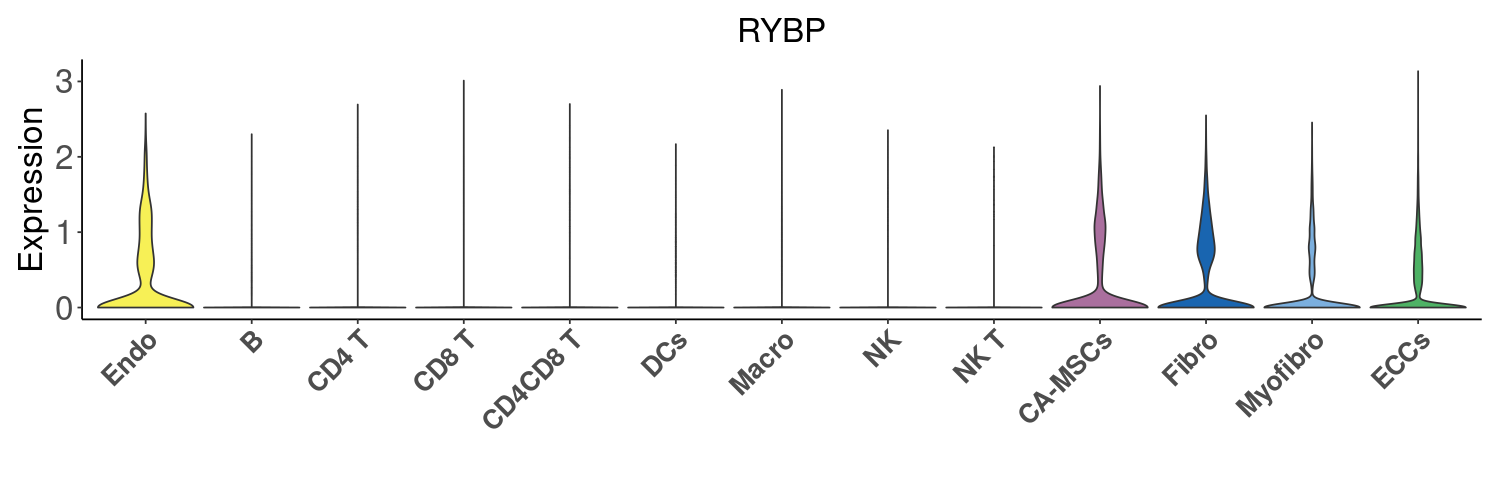 RYBP
Expression
3
2
1
0
Endo
B
CD4 T
CD8 T
CD4CD8 T
DCs
Macro
NK
NK T
CA-MSCs
Fibro
Myofibro
ECCs